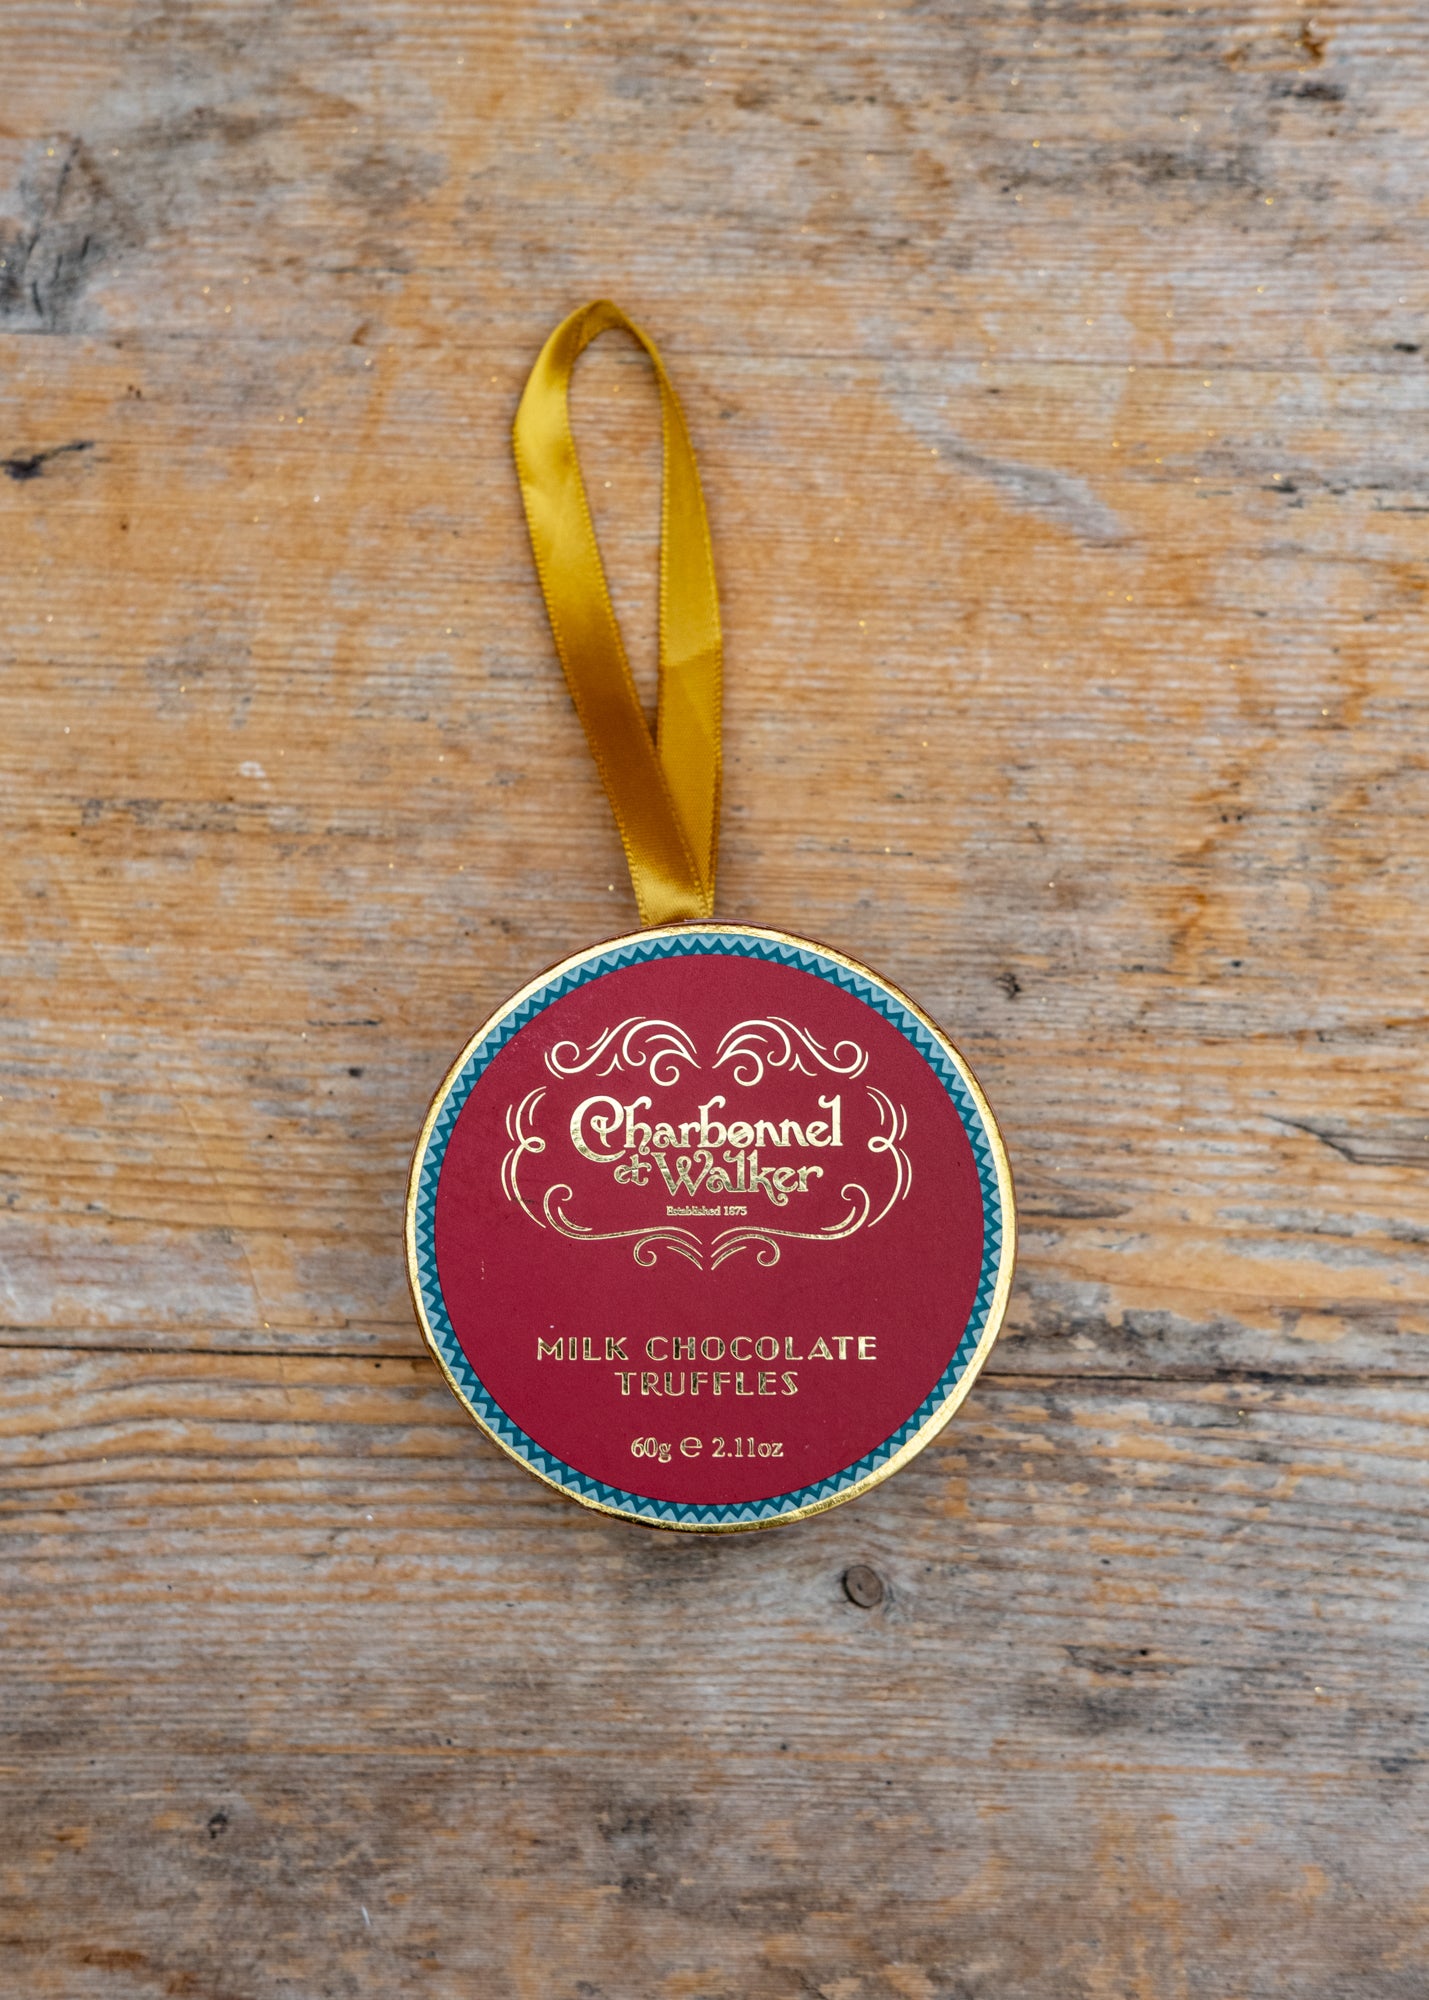 Charbonnel
et Walker
Established 1875
MILK CHOCOLATE
TRUFFLES
60g ℮ 2.11oz